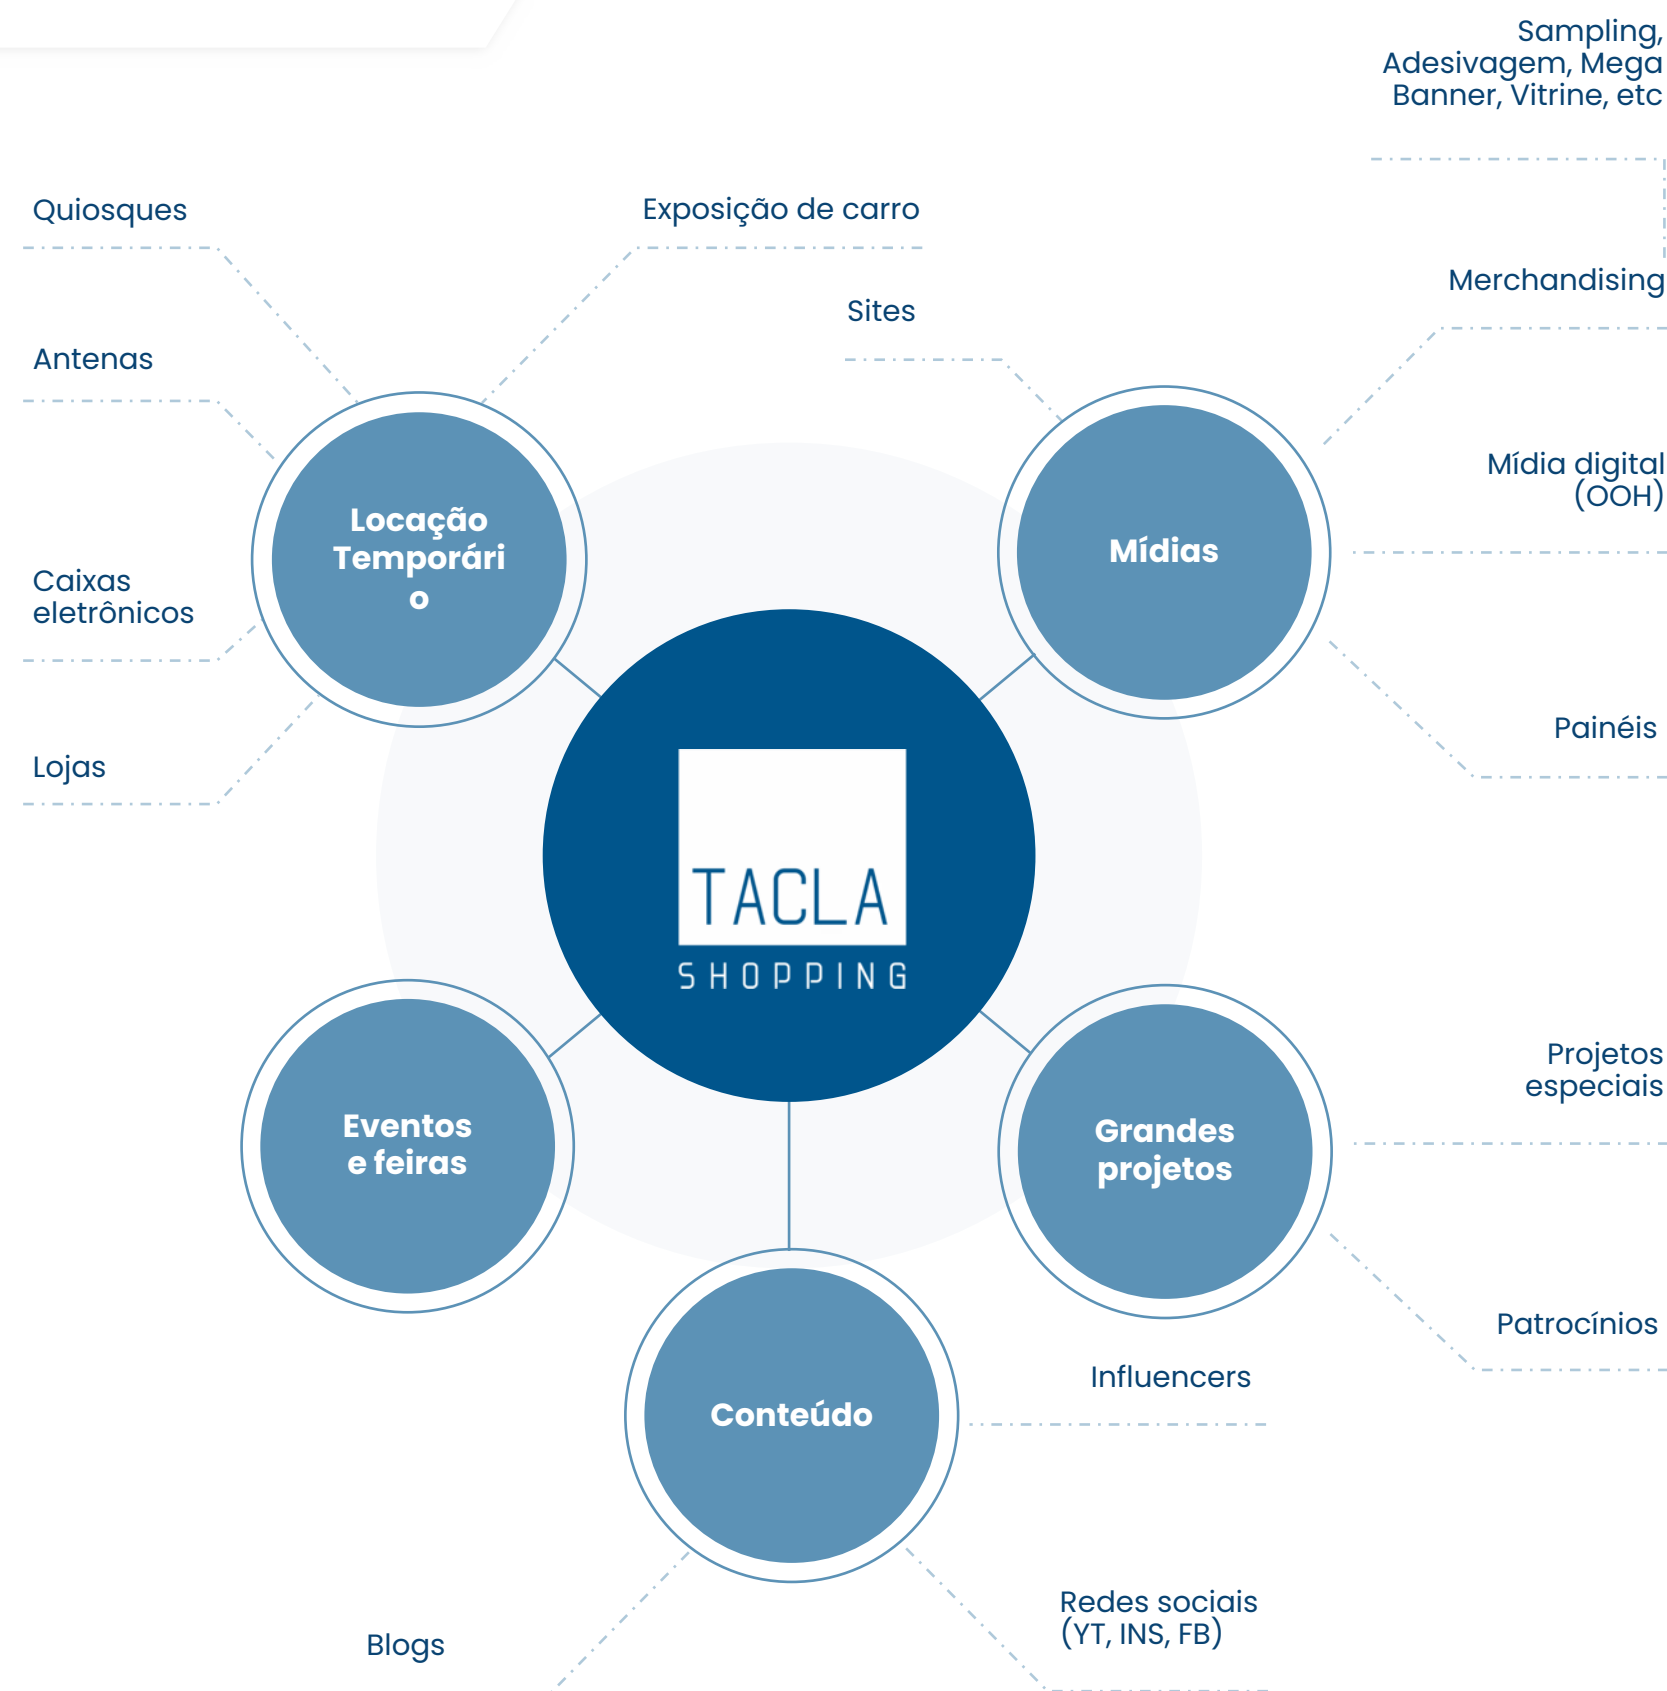 Sampling,
Adesivagem, Mega
Banner, Vitrine, etc
Quiosques
Exposição de carro
Sites
Merchandising
Antenas
Mídia digital
(OOH)
Locação
Temporári
o
Mídias
Caixas
eletrônicos
Painéis
Lojas
TACLA
SHOPPING
Projetos
especiais
Eventos
e feiras
Grandes
projetos
Patrocínios
Influencers
Conteúdo
Redes sociais
(YT, INS, FB)
Blogs